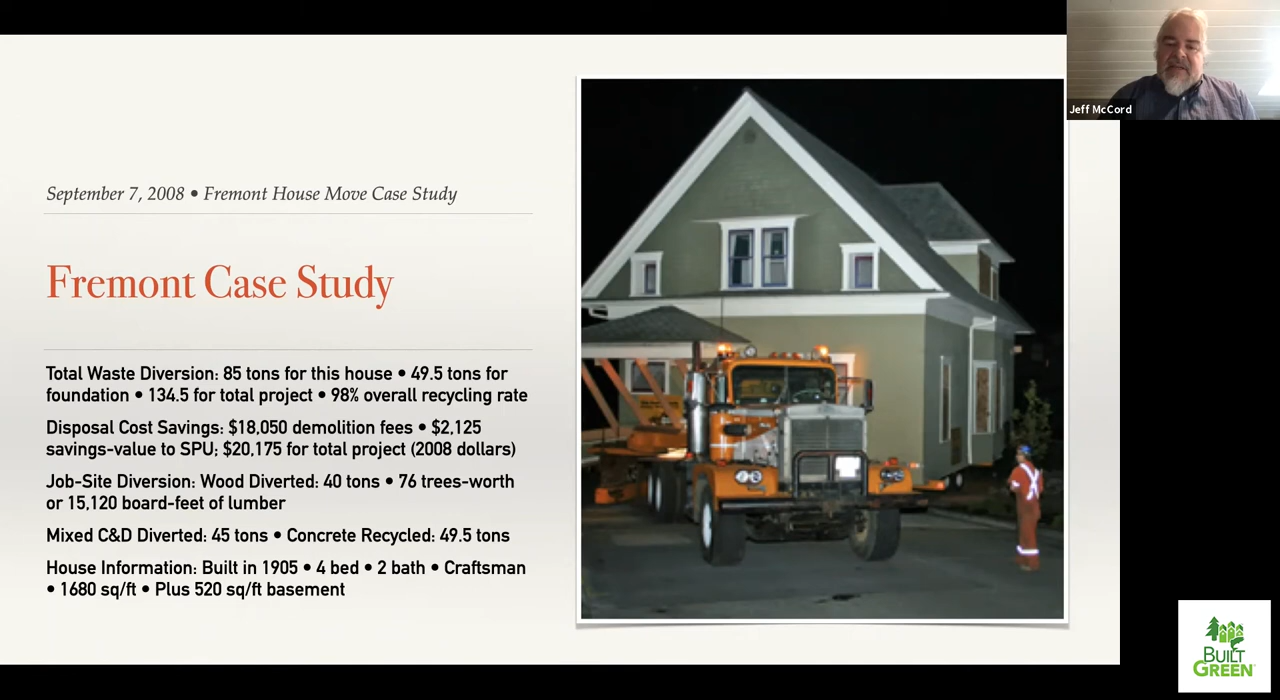 Jeff McCord
September 7, 2008 • Fremont House Move Case Study
Fremont Case Study
Total Waste Diversion: 85 tons for this house • 49.5 tons for
foundation • 134.5 for total project • 98% overall recycling rate
Disposal Cost Savings: $18,050 demolition fees • $2,125
savings-value to SPU; $20,175 for total project (2008 dollars)
Job-Site Diversion: Wood Diverted: 40 tons • 76 trees-worth
or 15,120 board-feet of lumber
Mixed C&D Diverted: 45 tons • Concrete Recycled: 49.5 tons
House Information: Built in 1905 • 4 bed • 2 bath • Craftsman
• 1680 sq/ft • Plus 520 sq/ft basement
BUILT
GREEN